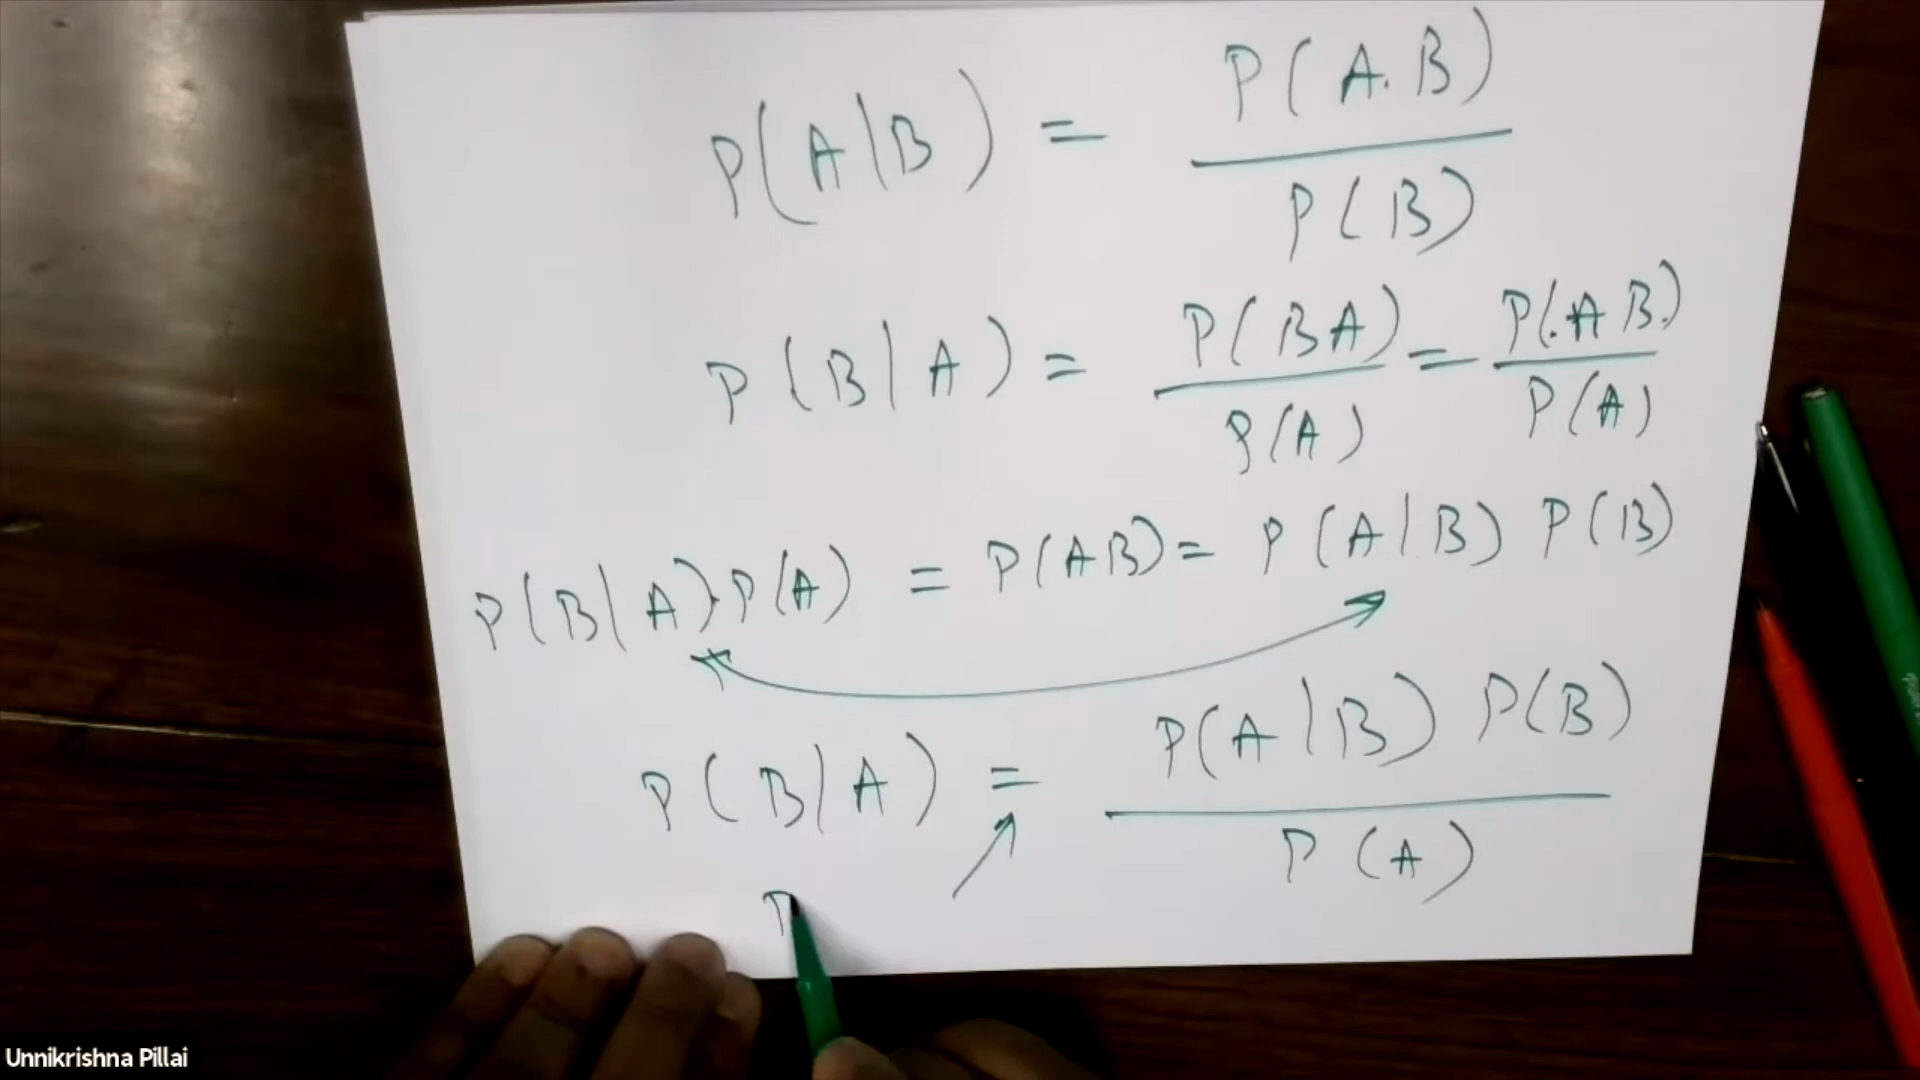 P(A|B) = P(A.B) / P(B)
P(B|A) = P(BA) / P(A) = P(AB) / P(A)
P(B|A).P(A) = P(AB) = P(A|B) P(B)
P(B|A) = P(A|B) P(B) / P(A)
P
Unnikrishna Pillai